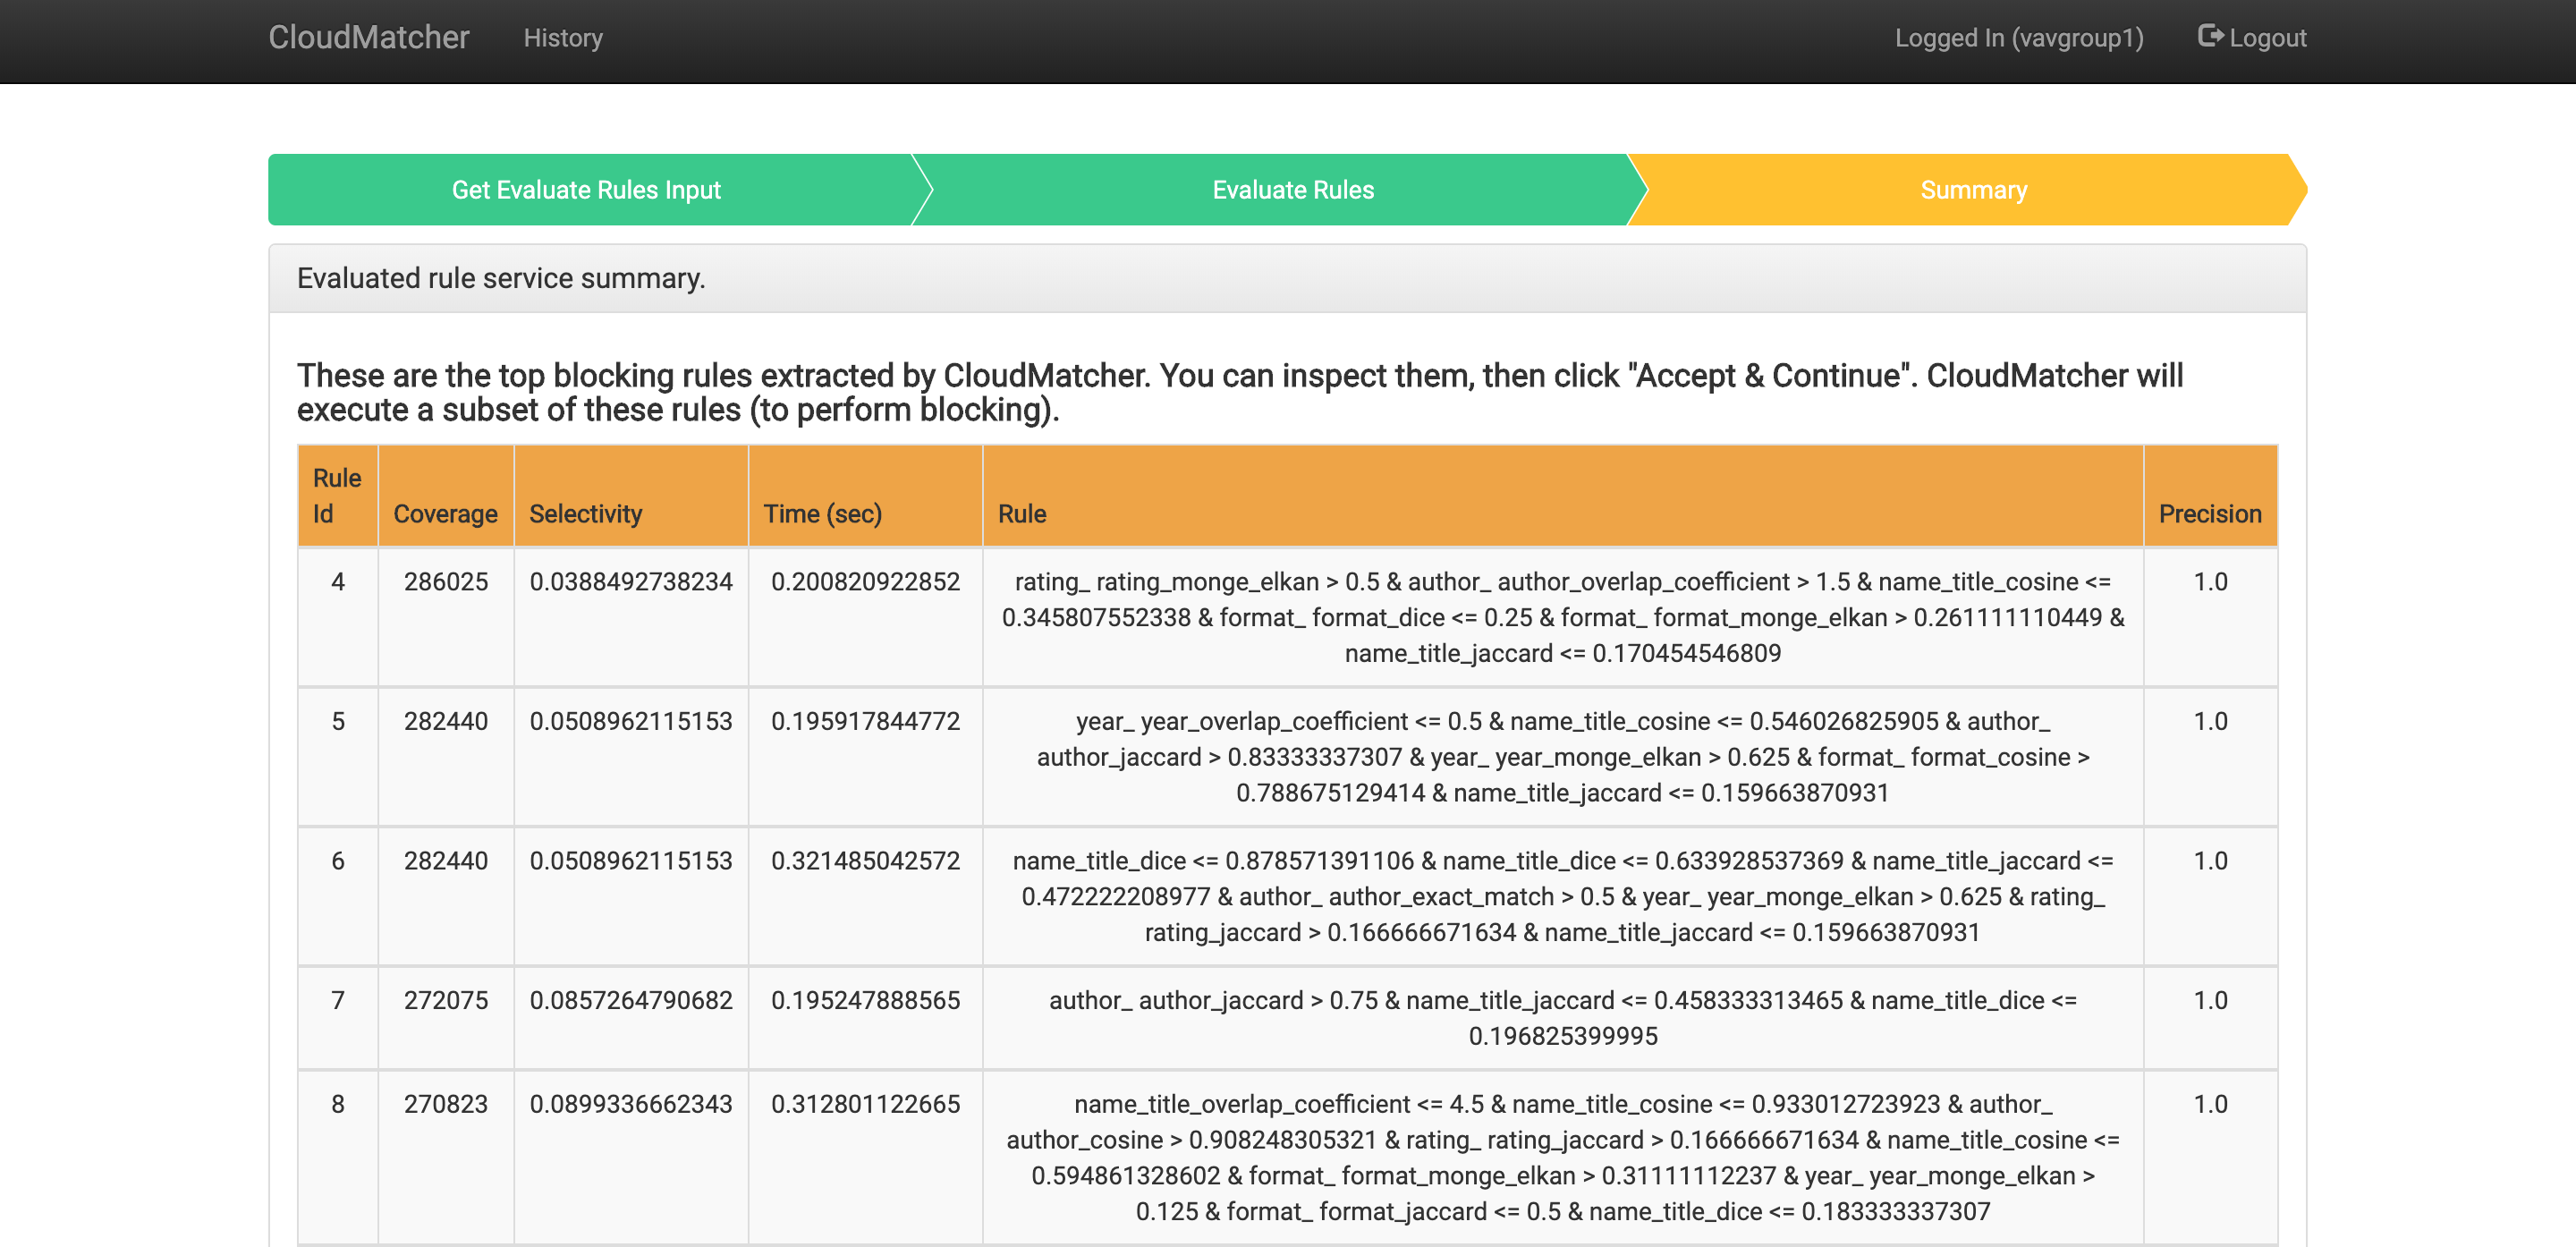 CloudMatcher History Logged In (vavgroup1) Logout
Get Evaluate Rules Input Evaluate Rules Summary
Evaluated rule service summary.
These are the top blocking rules extracted by CloudMatcher. You can inspect them, then click "Accept & Continue". CloudMatcher will
execute a subset of these rules (to perform blocking).
Rule
Id Coverage Selectivity Time (sec) Rule Precision
4 286025 0.0388492738234 0.200820922852 rating_ rating_monge_elkan > 0.5 & author_ author_overlap_coefficient > 1.5 & name_title_cosine <= 1.0
0.345807552338 & format_ format_dice <= 0.25 & format_ format_monge_elkan > 0.261111110449 &
name_title_jaccard <= 0.170454546809
5 282440 0.0508962115153 0.195917844772 year_ year_overlap_coefficient <= 0.5 & name_title_cosine <= 0.546026825905 & author_ 1.0
author_jaccard > 0.83333337307 & year_ year_monge_elkan > 0.625 & format_ format_cosine >
0.788675129414 & name_title_jaccard <= 0.159663870931
6 282440 0.0508962115153 0.321485042572 name_title_dice <= 0.878571391106 & name_title_dice <= 0.633928537369 & name_title_jaccard <= 1.0
0.472222208977 & author_ author_exact_match > 0.5 & year_ year_monge_elkan > 0.625 & rating_
rating_jaccard > 0.166666671634 & name_title_jaccard <= 0.159663870931
7 272075 0.0857264790682 0.195247888565 author_ author_jaccard > 0.75 & name_title_jaccard <= 0.458333313465 & name_title_dice <= 1.0
0.196825399995
8 270823 0.0899336662343 0.312801122665 name_title_overlap_coefficient <= 4.5 & name_title_cosine <= 0.933012723923 & author_ 1.0
author_cosine > 0.908248305321 & rating_ rating_jaccard > 0.166666671634 & name_title_cosine <=
0.594861328602 & format_ format_monge_elkan > 0.31111112237 & year_ year_monge_elkan >
0.125 & format_ format_jaccard <= 0.5 & name_title_dice <= 0.183333337307